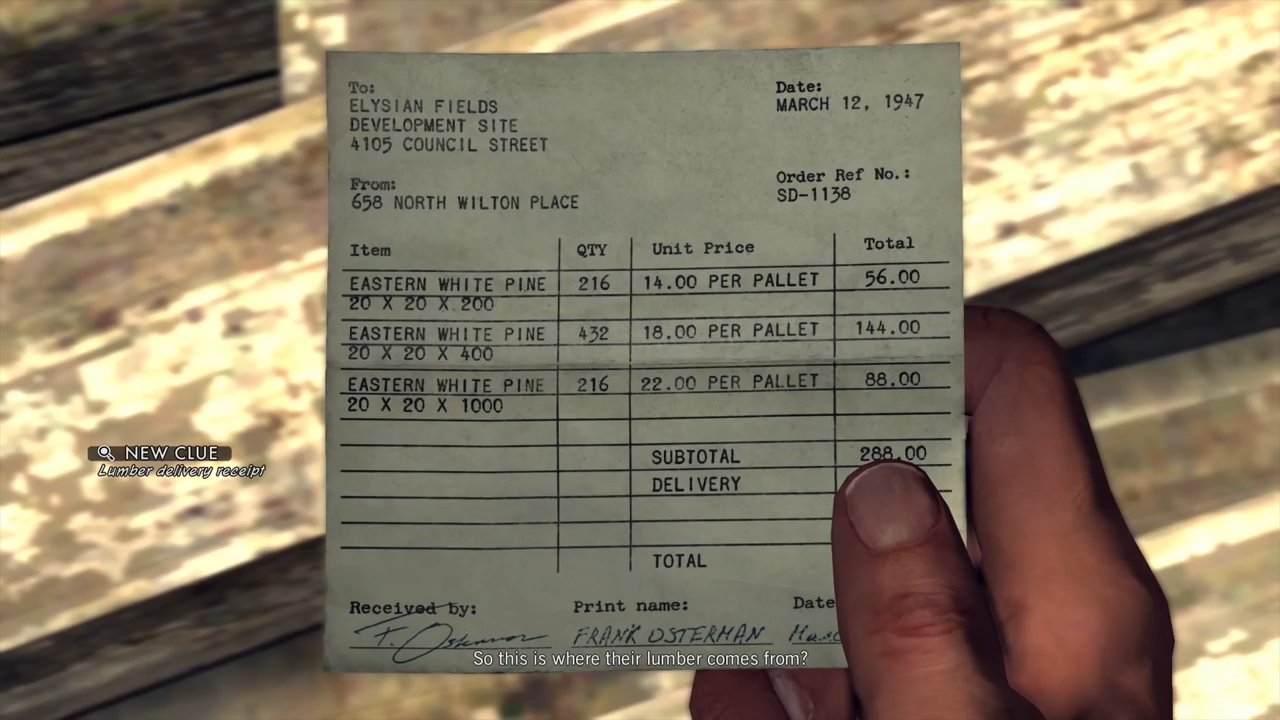 To:
ELYSIAN FIELDS
DEVELOPMENT SITE
4105 COUNCIL STREET
Date:
MARCH 12, 1947
From:
658 NORTH WILTON PLACE
Order Ref No.:
SD-1138
Item QTY Unit Price Total
EASTERN WHITE PINE 216 14.00 PER PALLET 56.00
20 X 20 X 200
EASTERN WHITE PINE 432 18.00 PER PALLET 144.00
20 X 20 X 400
EASTERN WHITE PINE 216 22.00 PER PALLET 88.00
20 X 20 X 1000
SUBTOTAL 288.00
DELIVERY
TOTAL
Received by: Print name: Date
F. Osterman FRANK OSTERMAN
NEW CLUE
Lumber delivery receipt
So this is where their lumber comes from?